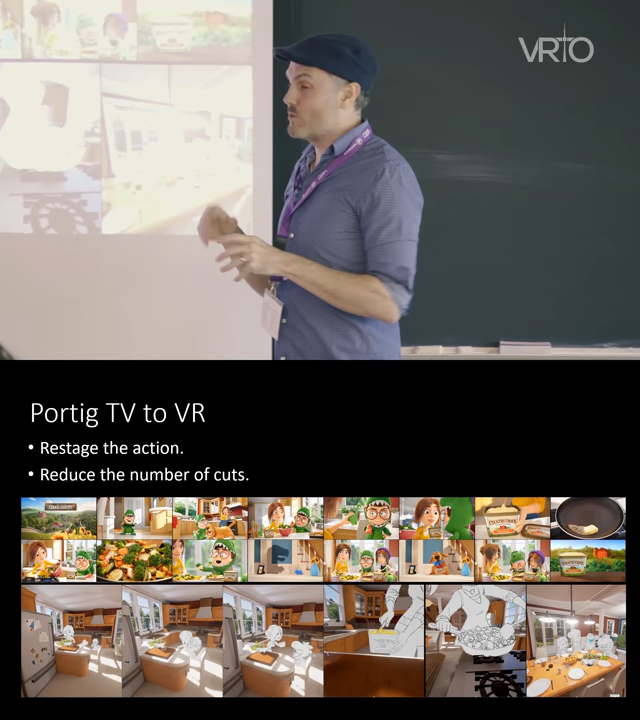 VRTO
Portig TV to VR
• Restage the action.
• Reduce the number of cuts.